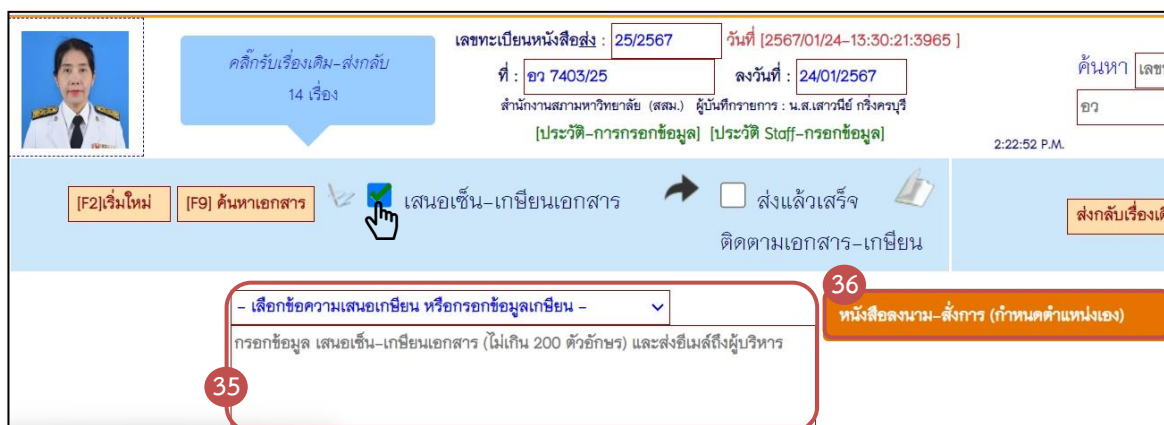 เลขทะเบียนหนังสือส่ง : 25/2567 วันที่ [2567/01/24-13:30:21:3965 ]
คลิ๊กรับเรื่องเดิม-ส่งกลับ
14 เรื่อง
ที่ : อว 7403/25 ลงวันที่ : 24/01/2567
ค้นหา เลขท
สำนักงานสภามหาวิทยาลัย (สสม.) ผู้บันทึกรายการ : น.ส.เสาวนีย์ กริ่งครบุรี
อว
[ประวัติ-การกรอกข้อมูล] [ประวัติ Staff-กรอกข้อมูล]
2:22:52 P.M.
[F2]เริ่มใหม่ [F9] ค้นหาเอกสาร เสนอเซ็น-เกษียนเอกสาร ส่งแล้วเสร็จ ส่งกลับเรื่องเดิ
ติดตามเอกสาร-เกษียน
36
- เลือกข้อความเสนอเกษียน หรือกรอกข้อมูลเกษียน -
หนังสือลงนาม-สั่งการ (กำหนดตำแหน่งเอง)
กรอกข้อมูล เสนอเซ็น-เกษียนเอกสาร (ไม่เกิน 200 ตัวอักษร) และส่งอีเมล์ถึงผู้บริหาร
35